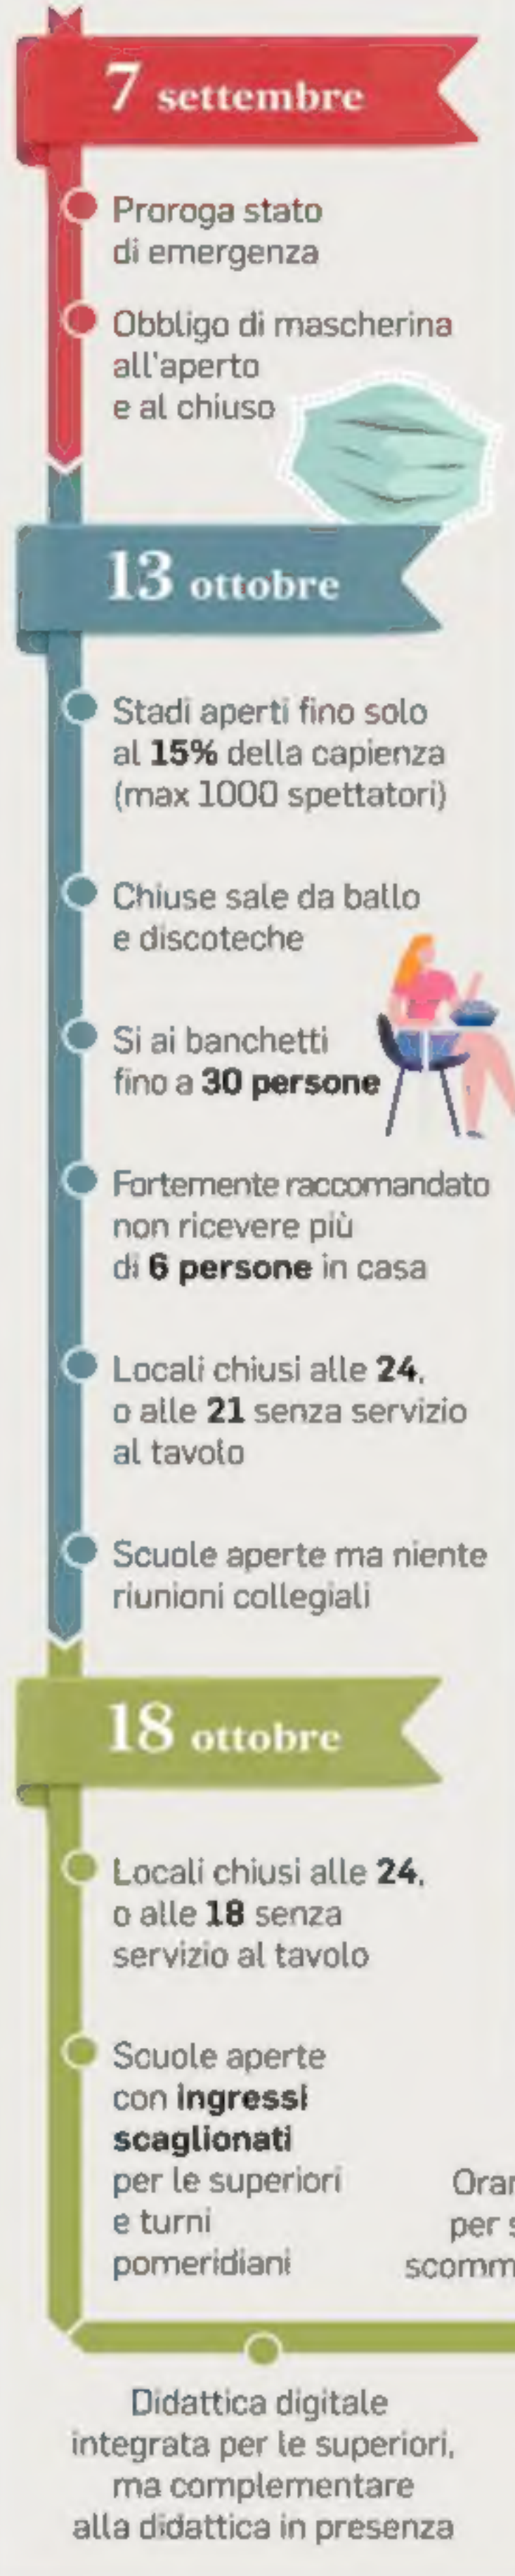 7 settembre
Proroga stato
di emergenza
Obbligo di mascherina
all'aperto
e al chiuso
13 ottobre
Stadi aperti fino solo
al 15% della capienza
(max 1000 spettatori)
Chiuse sale da ballo
e discoteche
Si ai banchetti
fino a 30 persone
Fortemente raccomandato
non ricevere più
di 6 persone in casa
Locali chiusi alle 24,
o alle 21 senza servizio
al tavolo
Scuole aperte ma niente
riunioni collegiali
18 ottobre
Locali chiusi alle 24,
o alle 18 senza
servizio al tavolo
Scuole aperte
con ingressi
scaglionati
per le superiori
e turni
pomeridiani
per
Didattica digitale
integrata per le superiori,
ma complementare
alla didattica in presenza